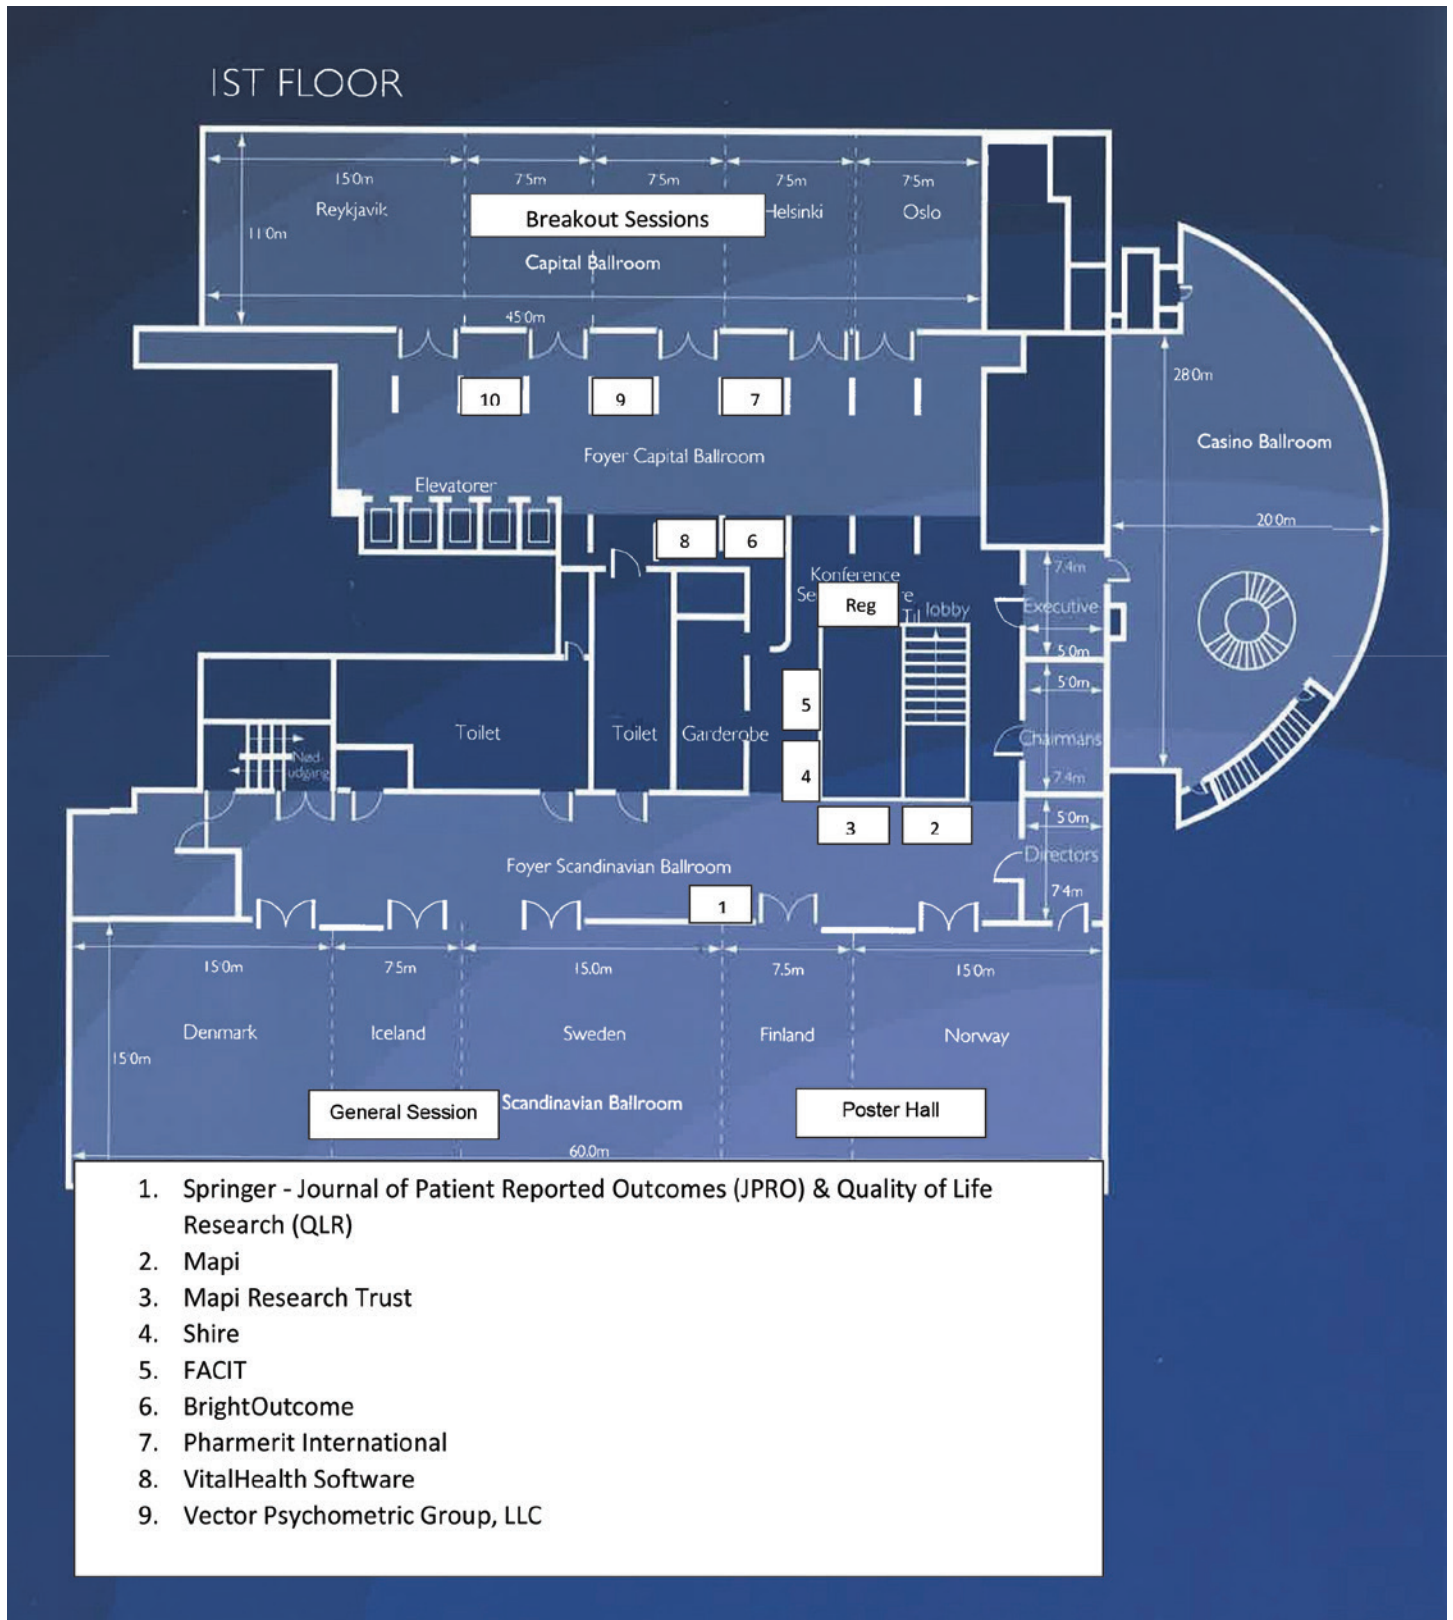 1ST FLOOR
15'0m 7'5m 7'5m 7'5m 7'5m
Reykjavik Breakout Sessions Helsinki Oslo
11'0m
Capital Ballroom
45'0m
28'0m
10 9 7
Casino Ballroom
Foyer Capital Ballroom
Elevatorer
20'0m
8 6
7.4m
Konference
Se re
Reg
Til lobby
Executive
5'0m
5'0m
5
Toilet Toilet Garderobe
Chairmans
Nød
udgang
4
7.4m
5'0m
3 2
Directors
Foyer Scandinavian Ballroom
7'4m
1
15'0m 7'5m 15.0m 7.5m 15'0m
Denmark Iceland Sweden Finland Norway
15'0m
General Session Scandinavian Ballroom Poster Hall
60.0m
1. Springer - Journal of Patient Reported Outcomes (JPRO) & Quality of Life
Research (QLR)
2. Mapi
3. Mapi Research Trust
4. Shire
5. FACIT
6. BrightOutcome
7. Pharmerit International
8. VitalHealth Software
9. Vector Psychometric Group, LLC